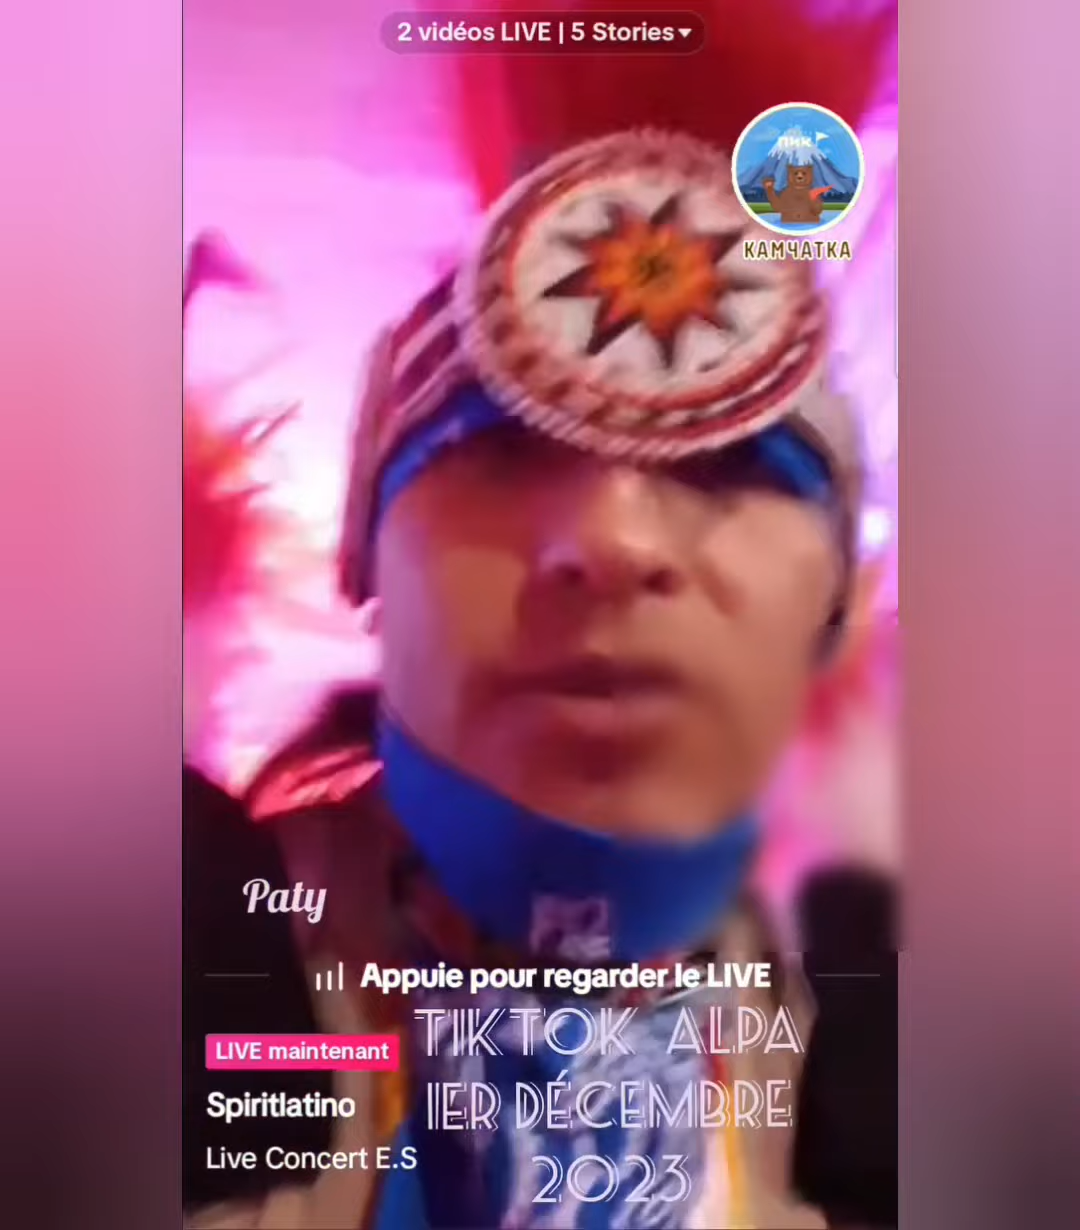 2 vidéos LIVE | 5 Stories
ПИК
КАМЧАТКА
Paty
Appuie pour regarder le LIVE
TIKTOK ALPA
LIVE maintenant
1ER DÉCEMBRE
Spiritlatino
2023
Live Concert E.S